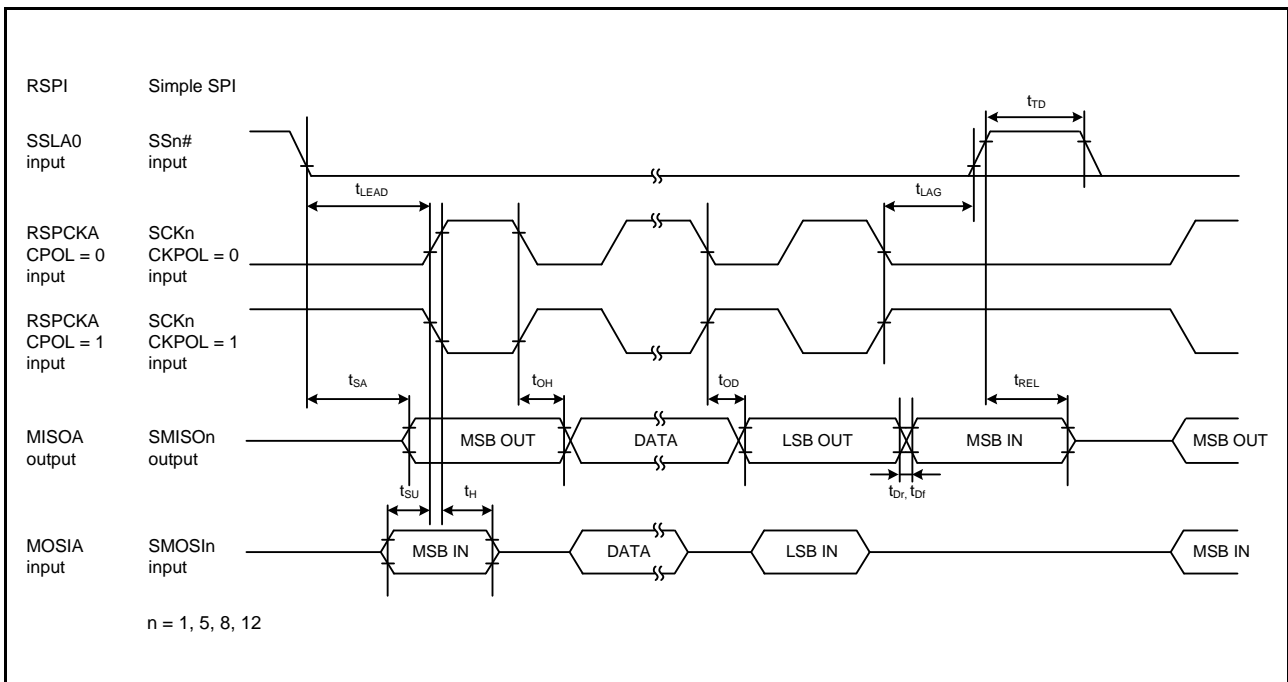 RSPI Simple SPI
tTD
SSLA0 SSn#
input input
tLEAD tLAG
RSPCKA SCKn
CPOL = 0 CKPOL = 0
input input
RSPCKA SCKn
CPOL = 1 CKPOL = 1
input input
tSA tOH tOD tREL
MISOA SMISOn
output output
MSB OUT DATA LSB OUT MSB IN MSB OUT
tSU tH tDr, tDf
MOSIA SMOSIn
input input
MSB IN DATA LSB IN MSB IN
n = 1, 5, 8, 12